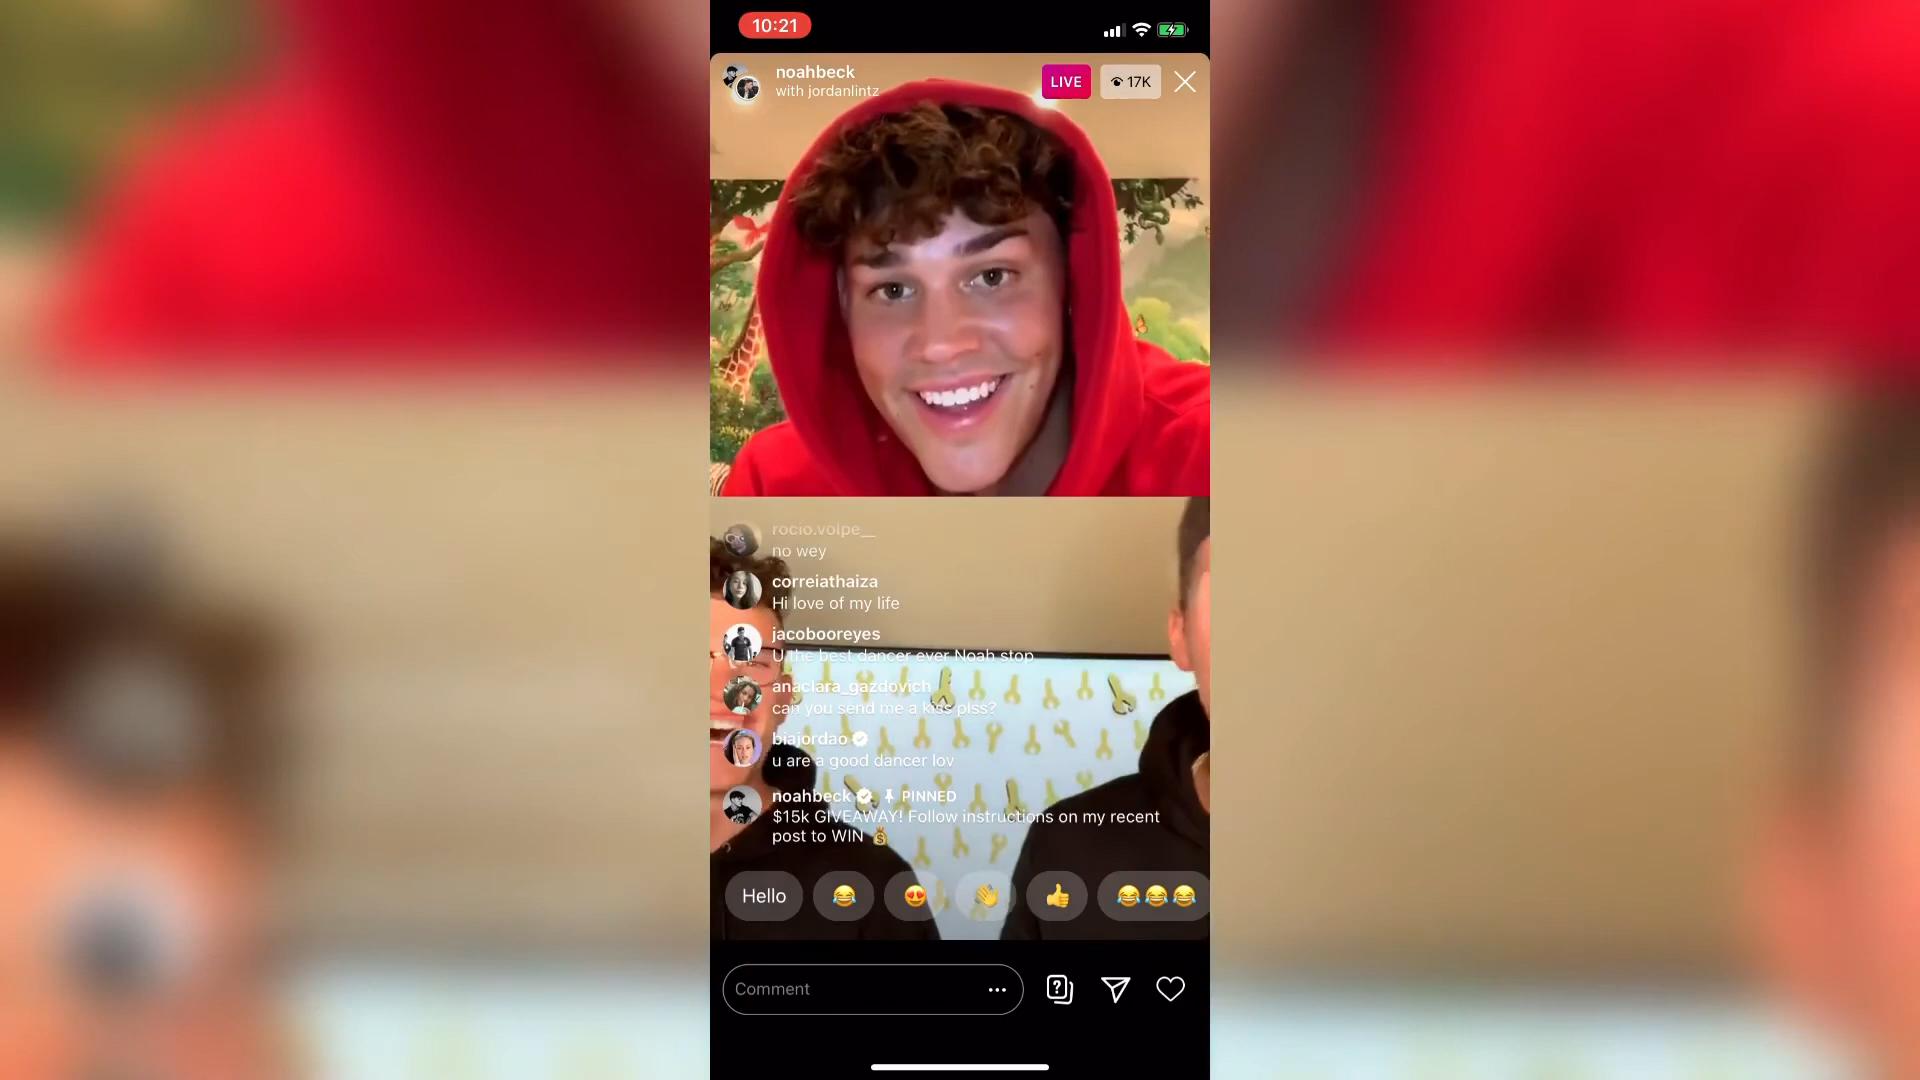 10:21
noahbeck
with jordanlintz
LIVE
17K
rocio.volpe__
no wey
correiathaiza
Hi love of my life
jacobooreyes
U the best dancer ever Noah stop
anaclara_gazdovich
can you send me a kiss plss?
biajordao
u are a good dancer lov
noahbeck PINNED
$15k GIVEAWAY! Follow instructions on my recent
post to WIN 💰
Hello 😂 😍 👋 👍 😂😂😂
Comment